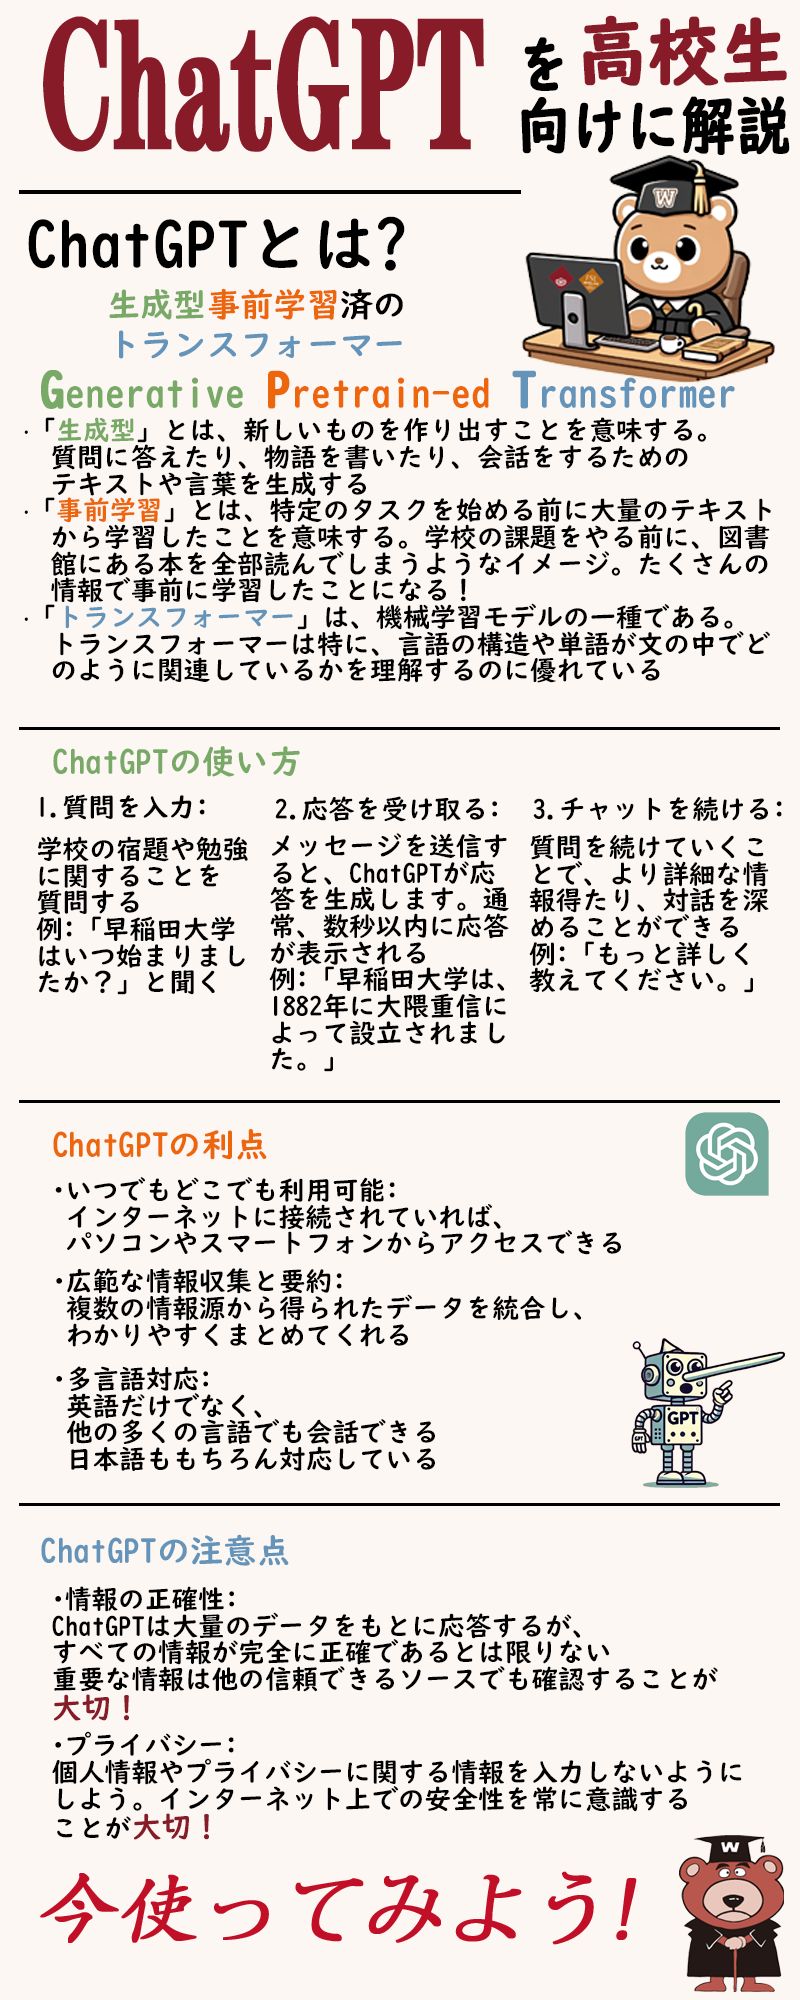 ChatGPT を高校生
向けに解説
W
ChatGPTとは?
生成型事前学習済の
トランスフォーマー
Generative Pretrain-ed Transformer
・「生成型」とは、新しいものを作り出すことを意味する。
質問に答えたり、物語を書いたり、会話をするための
テキストや言葉を生成する
・「事前学習」とは、特定のタスクを始める前に大量のテキスト
から学習したことを意味する。学校の課題をやる前に、図書
館にある本を全部読んでしまうようなイメージ。たくさんの
情報で事前に学習したことになる！
・「トランスフォーマー」は、機械学習モデルの一種である。
トランスフォーマーは特に、言語の構造や単語が文の中でど
のように関連しているかを理解するのに優れている
ChatGPTの使い方
1.質問を入力:
学校の宿題や勉強
に関することを
質問する
例:「早稲田大学
はいつ始まりまし
たか？」と聞く
2.応答を受け取る:
メッセージを送信す
ると、ChatGPTが応
答を生成します。通
常、数秒以内に応答
が表示される
例:「早稲田大学は、
1882年に大隈重信に
よって設立されまし
た。」
3.チャットを続ける:
質問を続けていくこ
とで、より詳細な情
報得たり、対話を深
めることができる
例:「もっと詳しく
教えてください。」
ChatGPTの利点
・いつでもどこでも利用可能:
インターネットに接続されていれば、
パソコンやスマートフォンからアクセスできる
・広範な情報収集と要約:
複数の情報源から得られたデータを統合し、
わかりやすくまとめてくれる
・多言語対応:
英語だけでなく、
他の多くの言語でも会話できる
日本語ももちろん対応している
GPT
GPT
ChatGPTの注意点
・情報の正確性:
ChatGPTは大量のデータをもとに応答するが、
すべての情報が完全に正確であるとは限りない
重要な情報は他の信頼できるソースでも確認することが
大切！
・プライバシー:
個人情報やプライバシーに関する情報を入力しないように
しよう。インターネット上での安全性を常に意識する
ことが大切！
W
今使ってみよう!